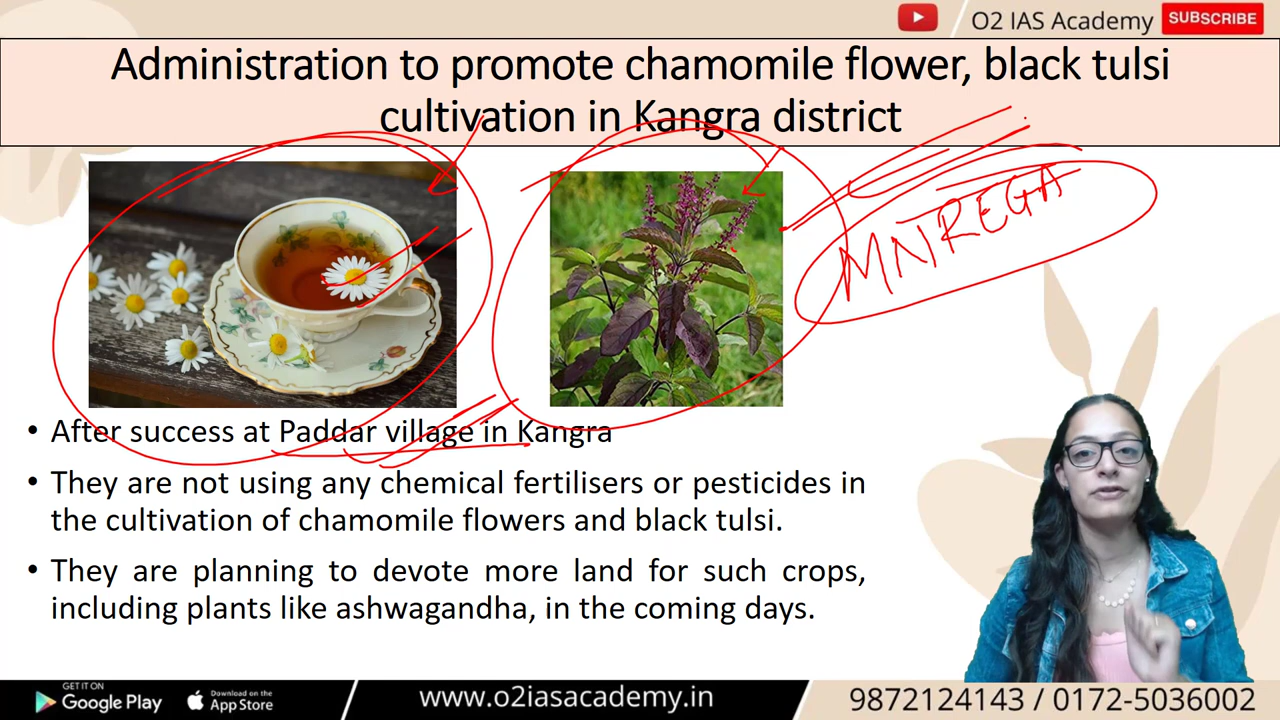 O2 IAS Academy SUBSCRIBE
Administration to promote chamomile flower, black tulsi
cultivation in Kangra district
MNREGA
• After success at Paddar village in Kangra
• They are not using any chemical fertilisers or pesticides in
the cultivation of chamomile flowers and black tulsi.
• They are planning to devote more land for such crops,
including plants like ashwagandha, in the coming days.
GET IT ON
Google Play
Download on the
App Store
www.o2iasacademy.in
9872124143 / 0172-5036002